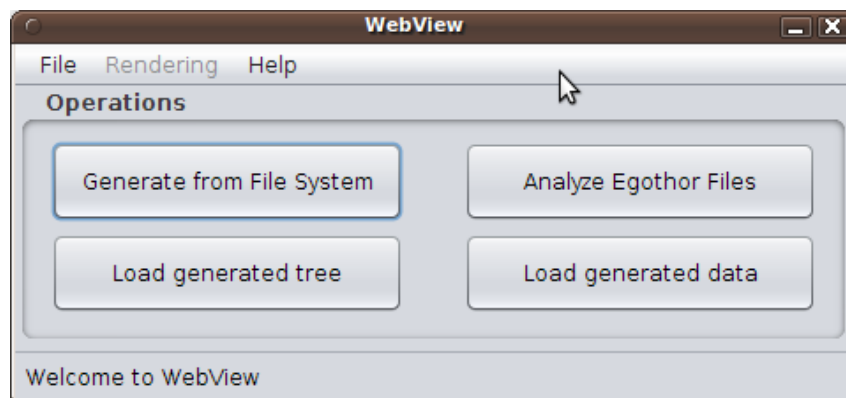 WebView
File Rendering Help
Operations
Generate from File System Analyze Egothor Files
Load generated tree Load generated data
Welcome to WebView